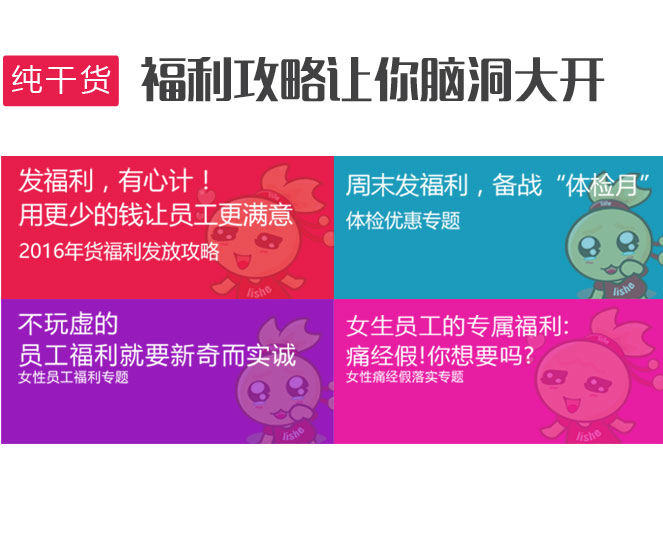 纯干货 福利攻略让你脑洞大开
发福利，有心计！
用更少的钱让员工更满意
2016年货福利发放攻略
周末发福利，备战“体检月”
体检优惠专题
不玩虚的
员工福利就要新奇而实诚
女性员工福利专题
女生员工的专属福利:
痛经假!你想要吗?
女性痛经假落实专题
lishe
life
lishe
lishe
lishe